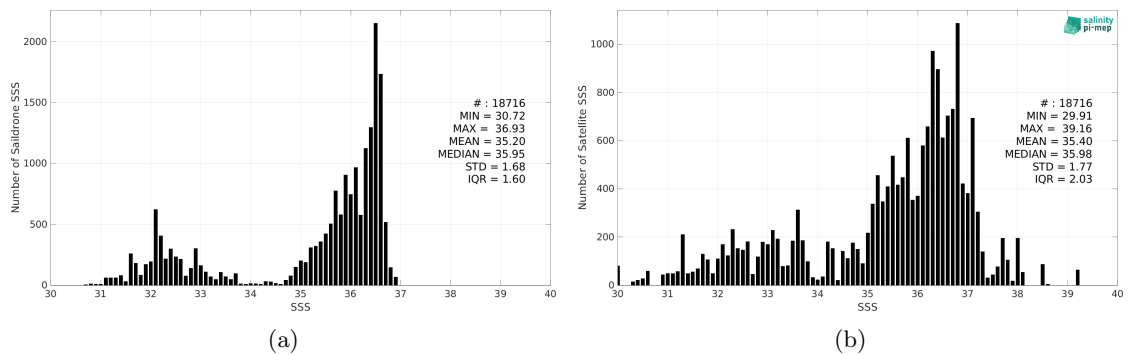 Number of Saildrone SSS
2000
1500
1000
500
0
# : 18716
MIN = 30.72
MAX = 36.93
MEAN = 35.20
MEDIAN = 35.95
STD = 1.68
IQR = 1.60
30 31 32 33 34 35 36 37 38 39 40
SSS
(a)
salinity
pi-mep
Number of Satellite SSS
1000
800
600
400
200
0
# : 18716
MIN = 29.91
MAX = 39.16
MEAN = 35.40
MEDIAN = 35.98
STD = 1.77
IQR = 2.03
30 31 32 33 34 35 36 37 38 39 40
SSS
(b)